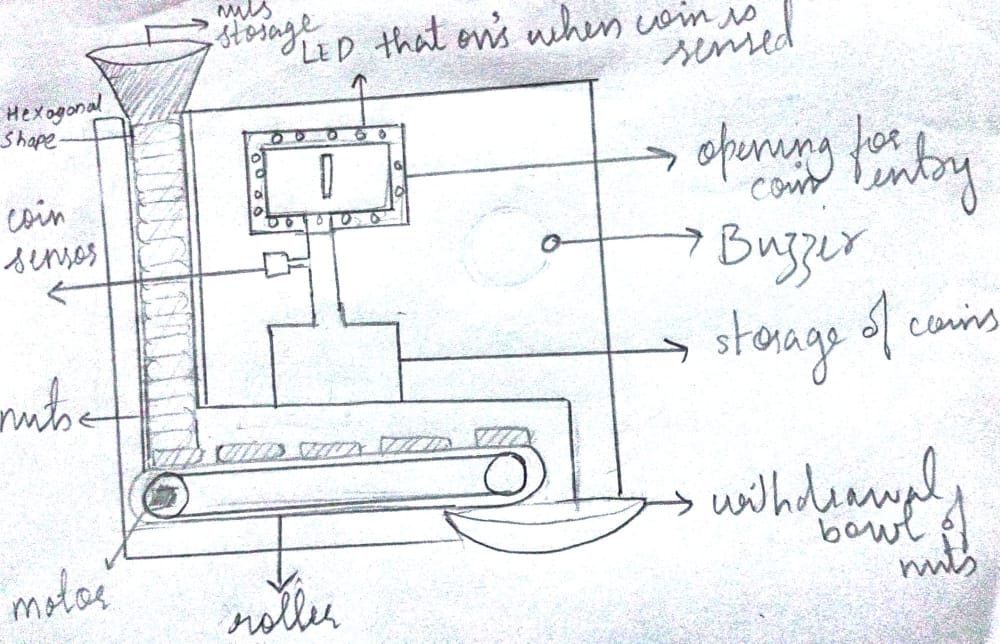 nuts
storage
LED that on's when coin is
sensed
Hexagonal
shape
opening for
coin entry
coin
sensos
Buzzer
storage of coins
nuts
withdrawal
bowl of
nuts
motor
roller